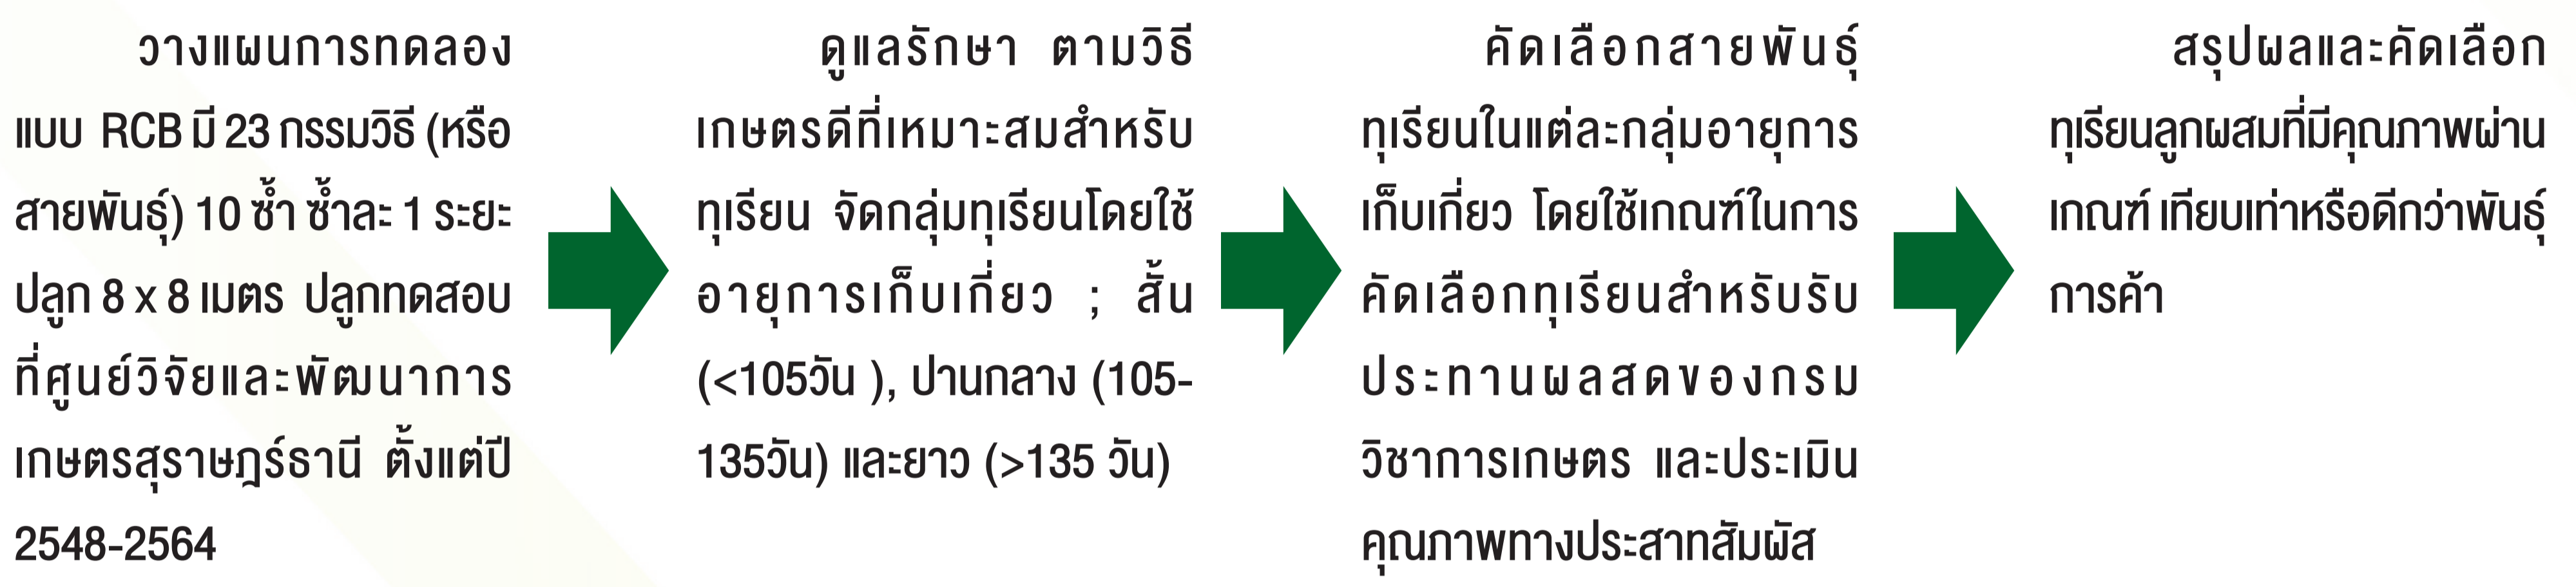 วางแผนการทดลอง
แบบ RCB มี 23 กรรมวิธี (หรือ
สายพันธุ์) 10 ซ้ำ ซ้ำละ 1 ระยะ
ปลูก 8 x 8 เมตร ปลูกทดสอบ
ที่ศูนย์วิจัยและพัฒนาการ
เกษตรสุราษฎร์ธานี ตั้งแต่ปี
2548-2564
ดูแลรักษา ตามวิธี
เกษตรดีที่เหมาะสมสำหรับ
ทุเรียน จัดกลุ่มทุเรียนโดยใช้
อายุการเก็บเกี่ยว ; สั้น
(<105วัน ), ปานกลาง (105-
135วัน) และยาว (>135 วัน)
คัดเลือกสายพันธุ์
ทุเรียนในแต่ละกลุ่มอายุการ
เก็บเกี่ยว โดยใช้เกณฑ์ในการ
คัดเลือกทุเรียนสำหรับรับ
ประทานผลสดของกรม
วิชาการเกษตร และประเมิน
คุณภาพทางประสาทสัมผัส
สรุปผลและคัดเลือก
ทุเรียนลูกผสมที่มีคุณภาพผ่าน
เกณฑ์ เทียบเท่าหรือดีกว่าพันธุ์
การค้า